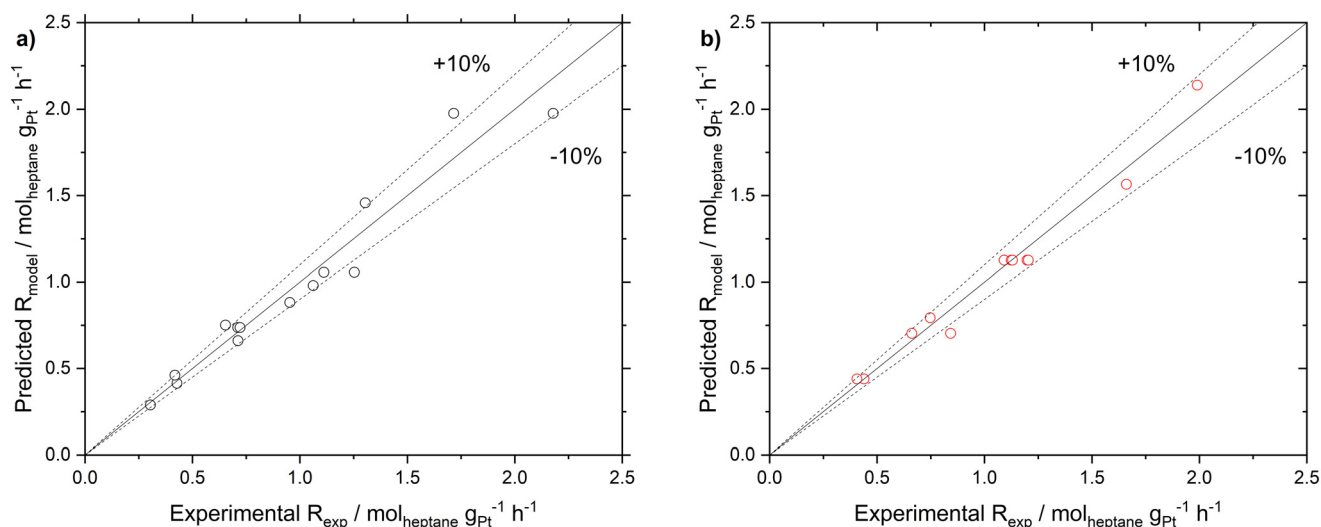 a)
+10%
-10%
2.5
2.0
1.5
1.0
0.5
0.0
0.0 0.5 1.0 1.5 2.0 2.5
Predicted R_model / mol_heptane g_Pt^-1 h^-1
Experimental R_exp / mol_heptane g_Pt^-1 h^-1
b)
+10%
-10%
2.5
2.0
1.5
1.0
0.5
0.0
0.0 0.5 1.0 1.5 2.0 2.5
Predicted R_model / mol_heptane g_Pt^-1 h^-1
Experimental R_exp / mol_heptane g_Pt^-1 h^-1